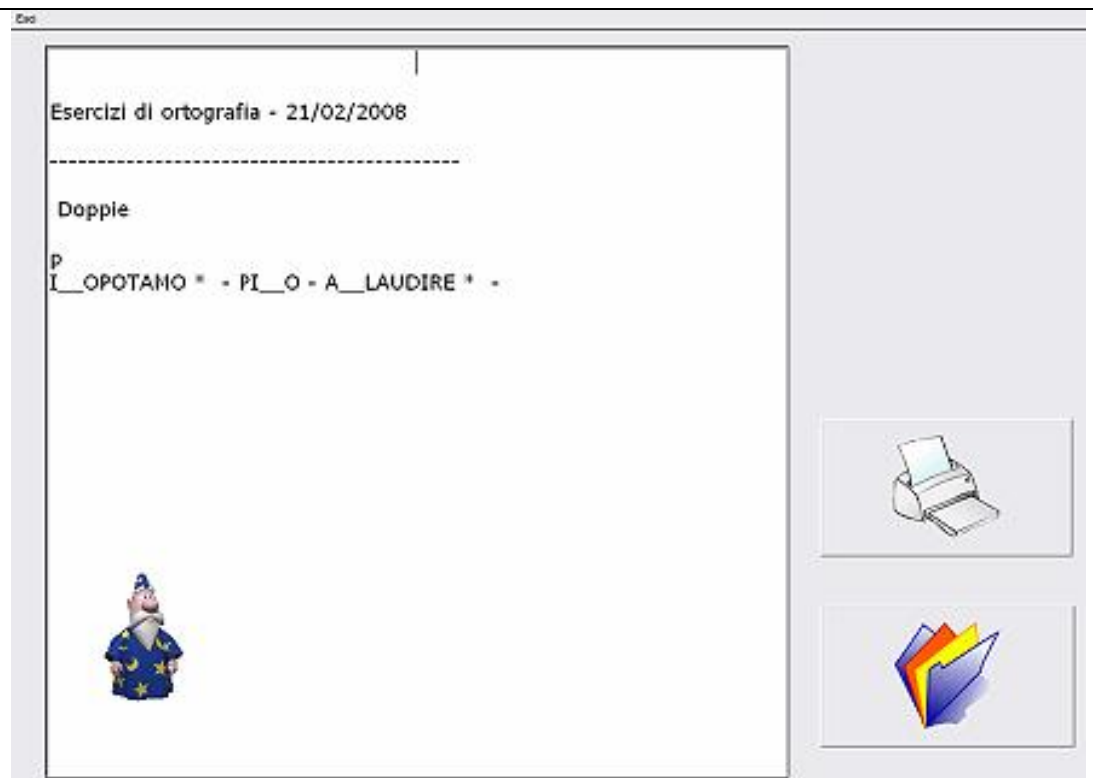 Esci
Esercizi di ortografia - 21/02/2008
------------------------------------------
Doppie
P
I__OPOTAMO * - PI__O - A__LAUDIRE * -